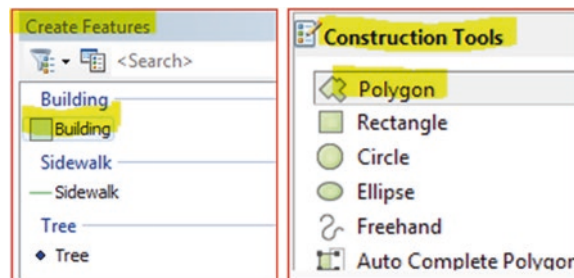 Create Features
<Search>
Building
Building
Sidewalk
Sidewalk
Tree
Tree
Construction Tools
Polygon
Rectangle
Circle
Ellipse
Freehand
Auto Complete Polygon